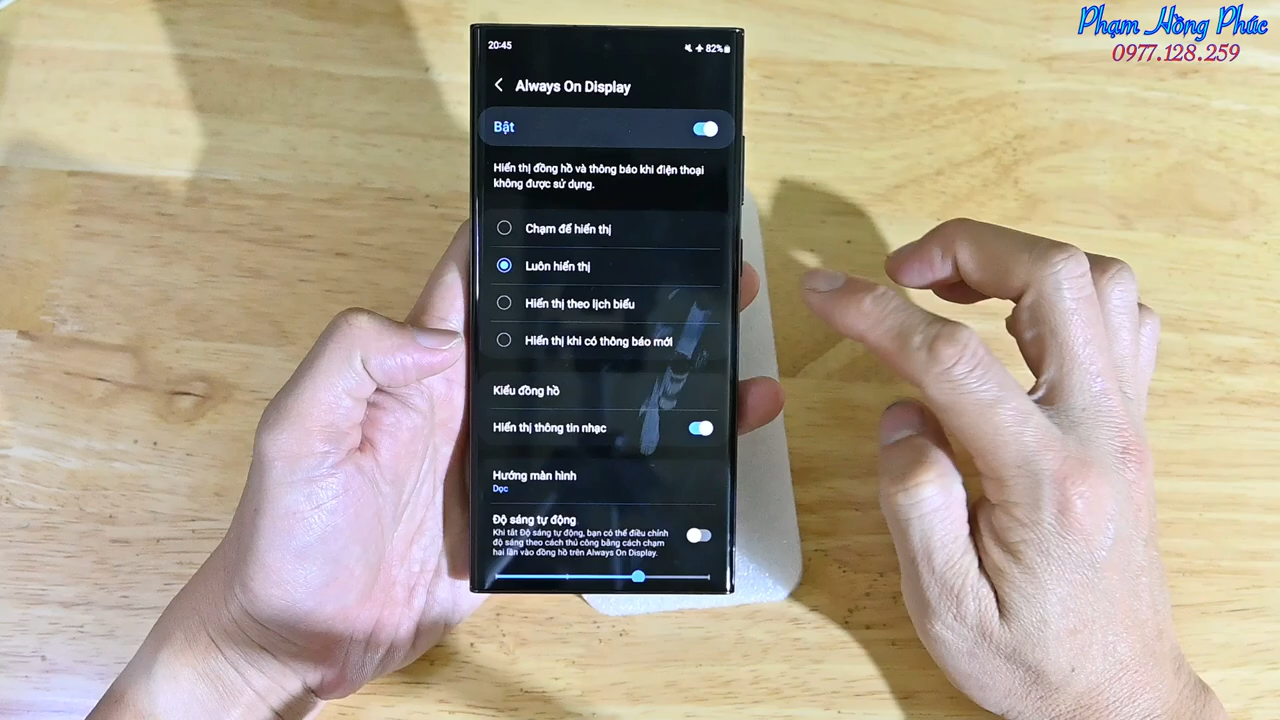 Phạm Hồng Phúc
0977.128.259
20:45
82%
Always On Display
Bật
Hiển thị đồng hồ và thông báo khi điện thoại
không được sử dụng.
Chạm để hiển thị
Luôn hiển thị
Hiển thị theo lịch biểu
Hiển thị khi có thông báo mới
Kiểu đồng hồ
Hiển thị thông tin nhạc
Hướng màn hình
Dọc
Độ sáng tự động
Khi tắt Độ sáng tự động, bạn có thể điều chỉnh
độ sáng theo cách thủ công bằng cách chạm
hai lần vào đồng hồ trên Always On Display.